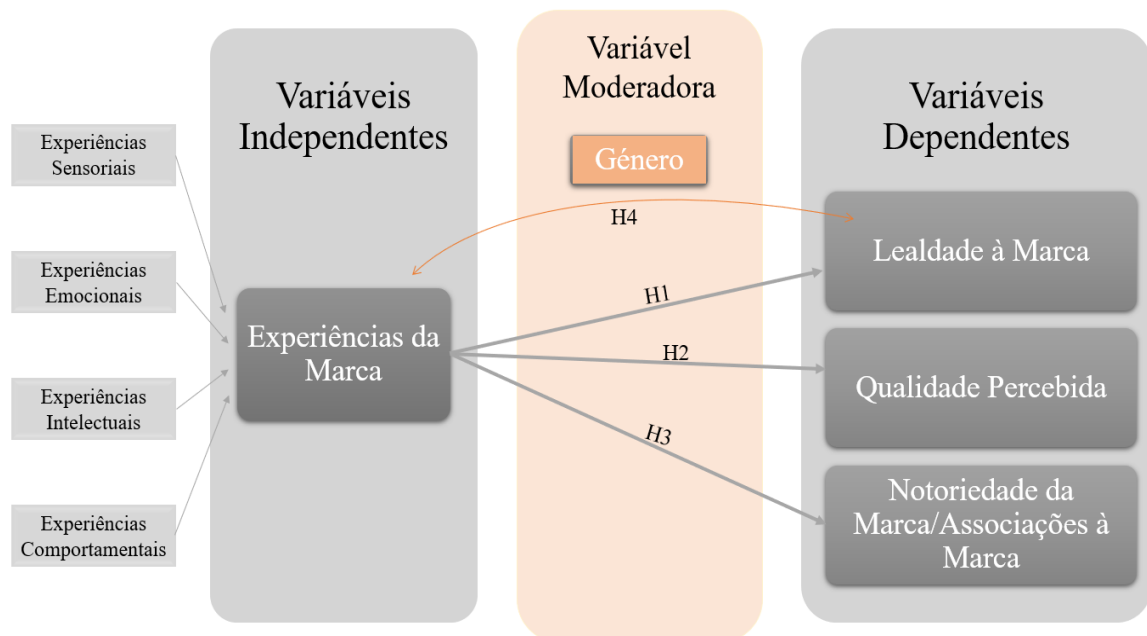 Experiências
Sensoriais
Experiências
Emocionais
Experiências
Intelectuais
Experiências
Comportamentais
Variáveis
Independentes
Experiências da
Marca
Variável
Moderadora
Género
H4
H1
H2
H3
Variáveis
Dependentes
Lealdade à Marca
Qualidade Percebida
Notoriedade da
Marca/Associações à
Marca